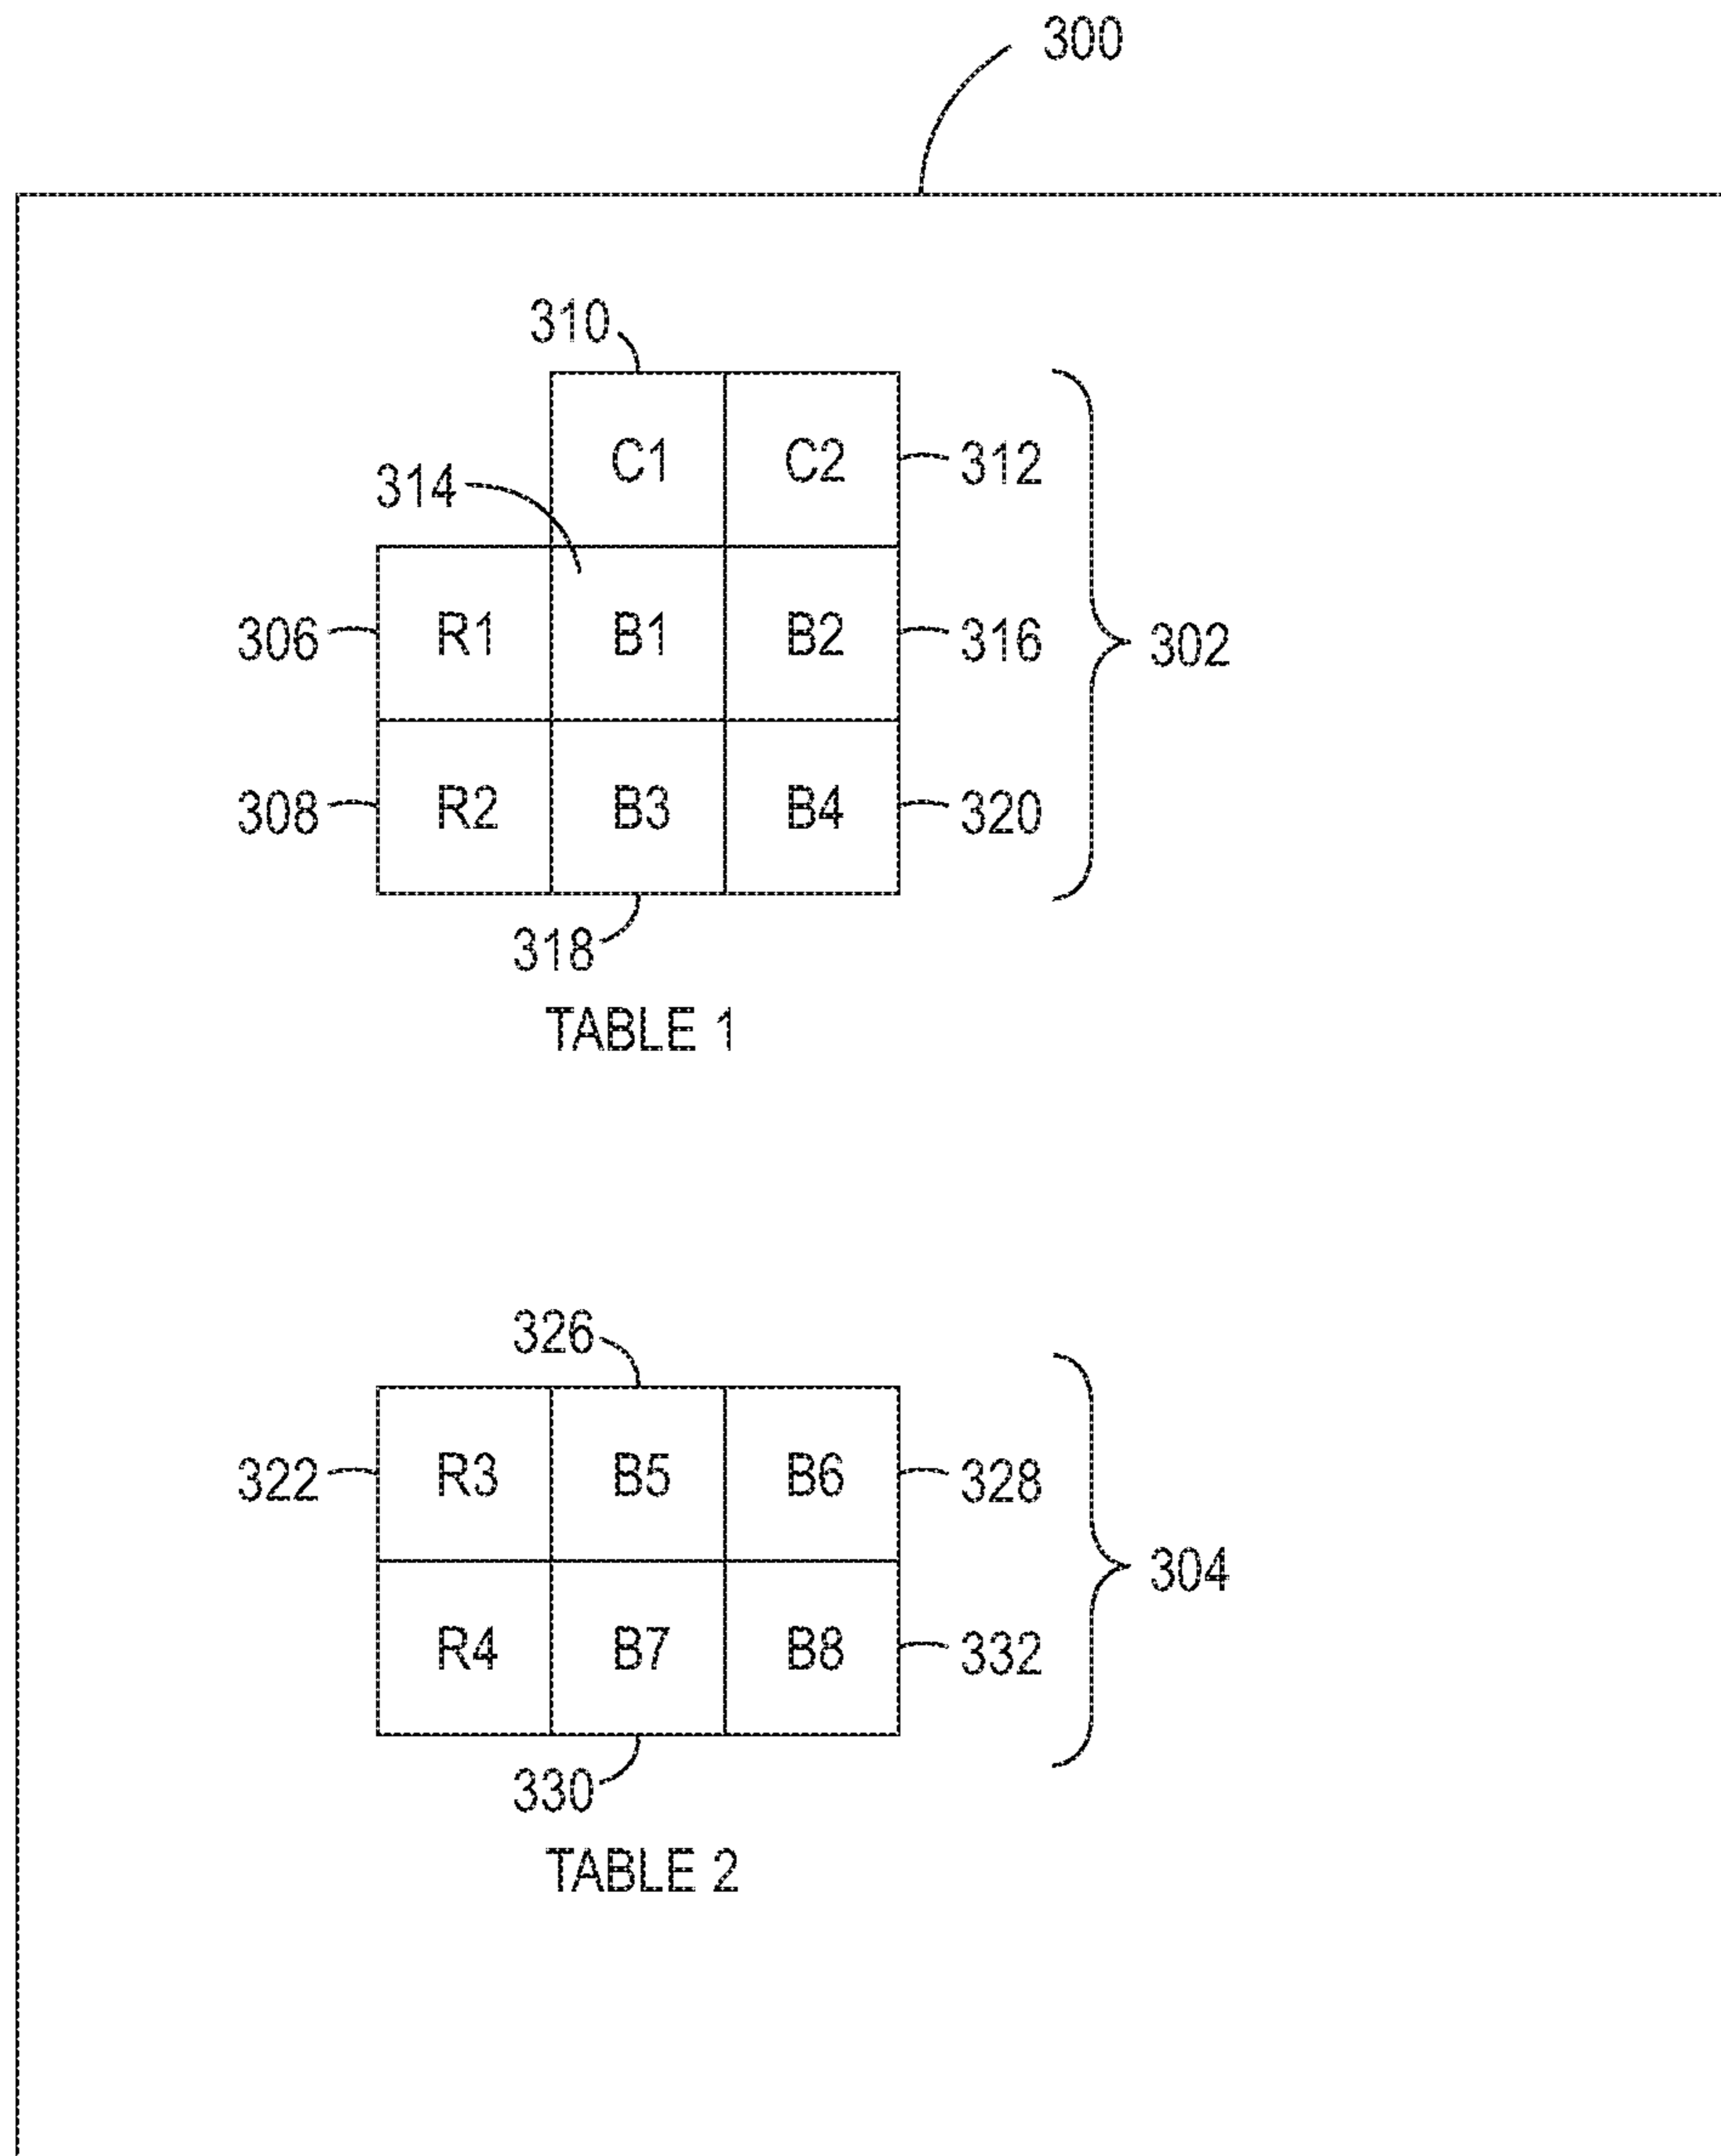 300
310
C1 C2 312
314
306 R1 B1 B2 316 302
308 R2 B3 B4 320
318
TABLE 1
326
322 R3 B5 B6 328
304
R4 B7 B8 332
330
TABLE 2